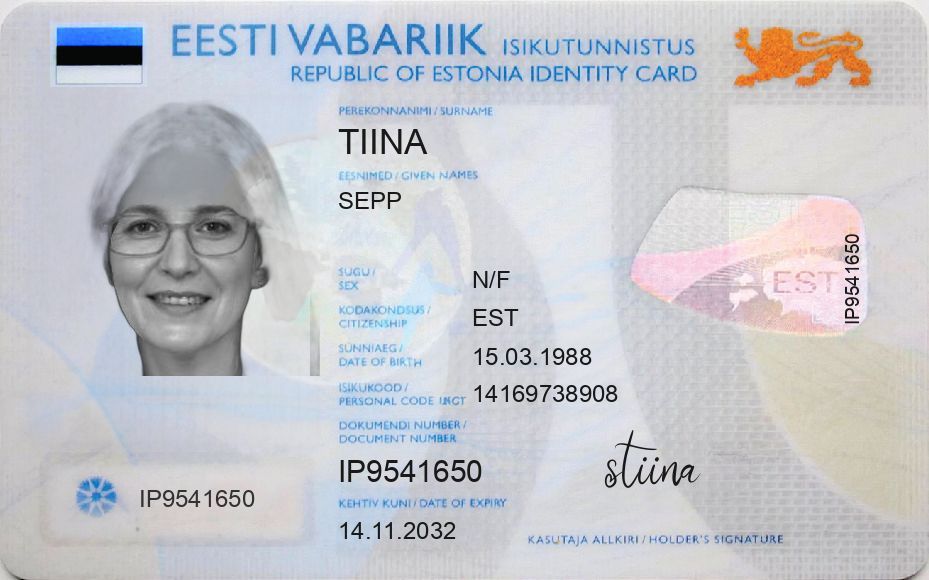 EESTI VABARIIK ISIKUTUNNISTUS
REPUBLIC OF ESTONIA IDENTITY CARD
PEREKONNANIMI / SURNAME
TIINA
EESNIMED / GIVEN NAMES
SEPP
SUGU /
SEX
N/F
KODAKONDSUS /
CITIZENSHIP
EST
SÜNNIAEG /
DATE OF BIRTH
15.03.1988
ISIKUKOOD /
PERSONAL CODE
14169738908
DOKUMENDI NUMBER /
DOCUMENT NUMBER
IP9541650
KEHTIV KUNI / DATE OF EXPIRY
14.11.2032
IP9541650
EST
IP9541650
stiina
KASUTAJA ALLKIRI / HOLDER'S SIGNATURE